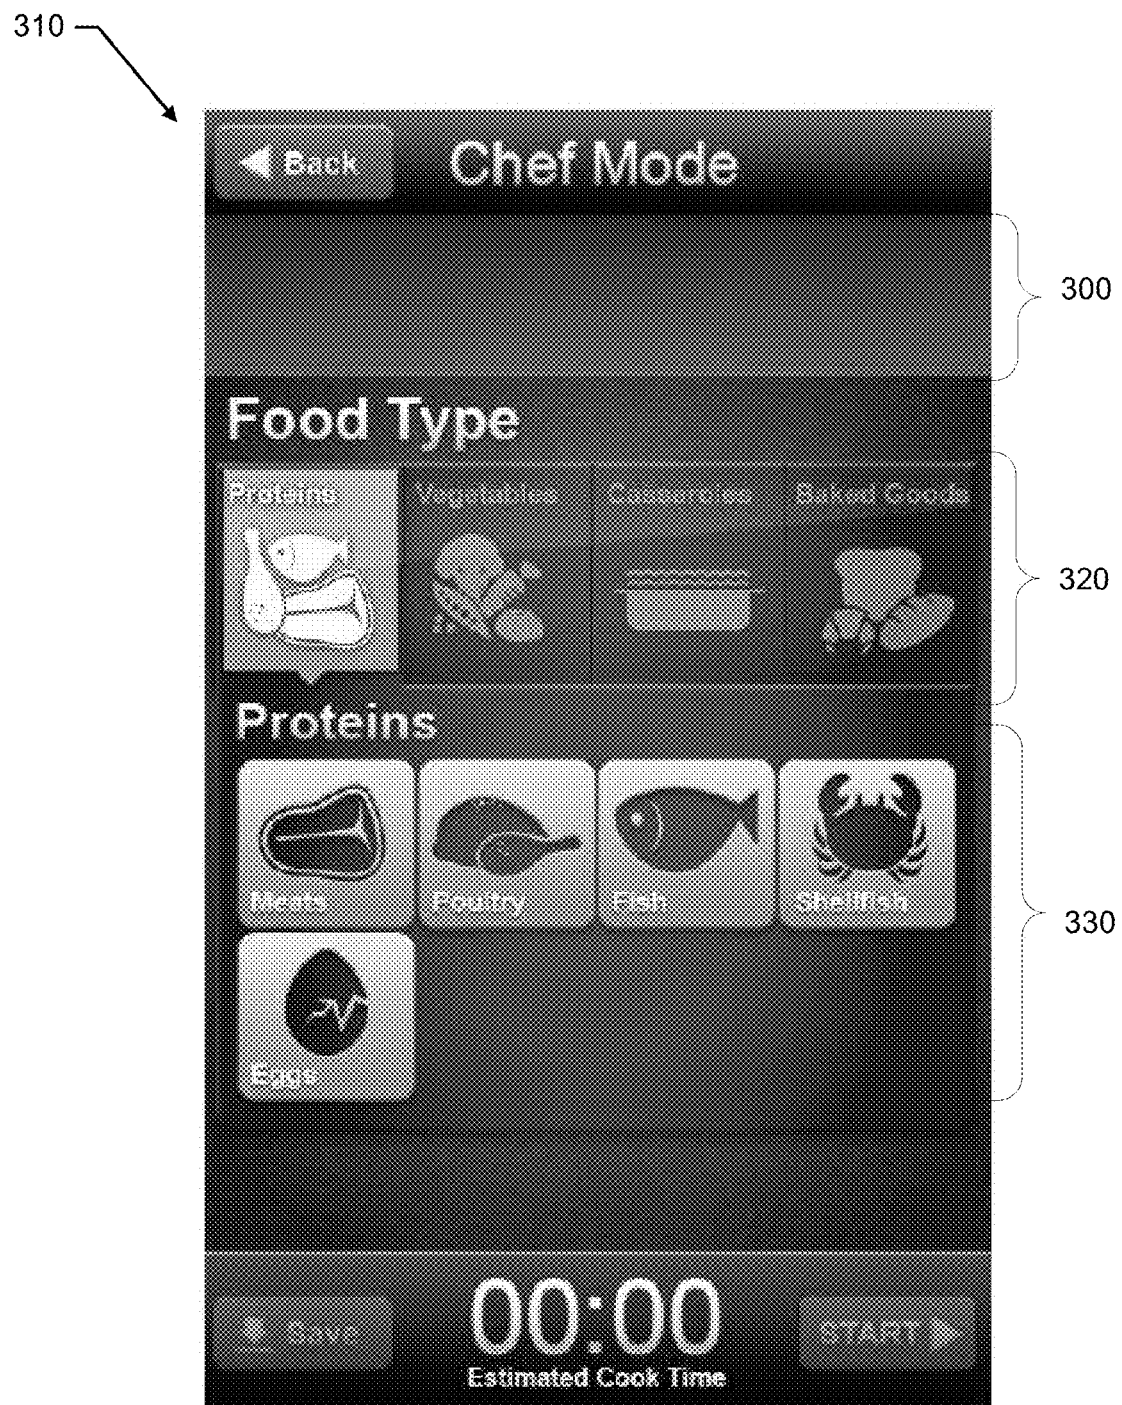 310
Back
Chef Mode
300
Food Type
Proteins Vegatables Casseroles Baked Goods
320
Proteins
Meats Poultry Fish Shellfish
330
Eggs
Save 00:00 START
Estimated Cook Time